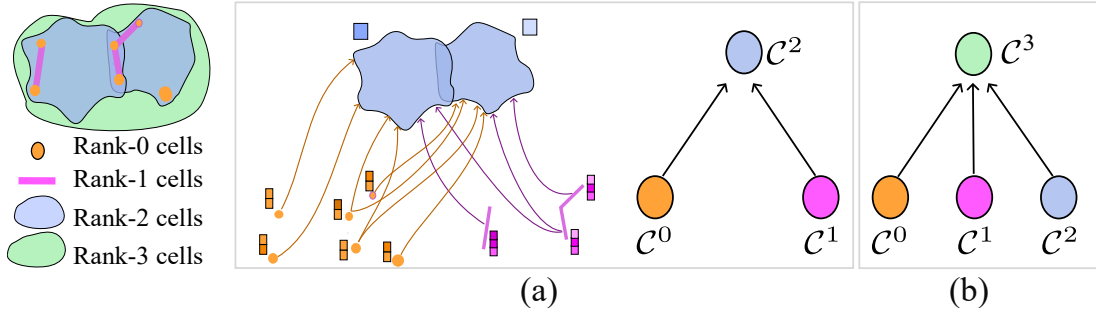 Rank-0 cells
Rank-1 cells
Rank-2 cells
Rank-3 cells
𝒞²
𝒞⁰
𝒞¹
(a)
𝒞³
𝒞⁰
𝒞¹
𝒞²
(b)